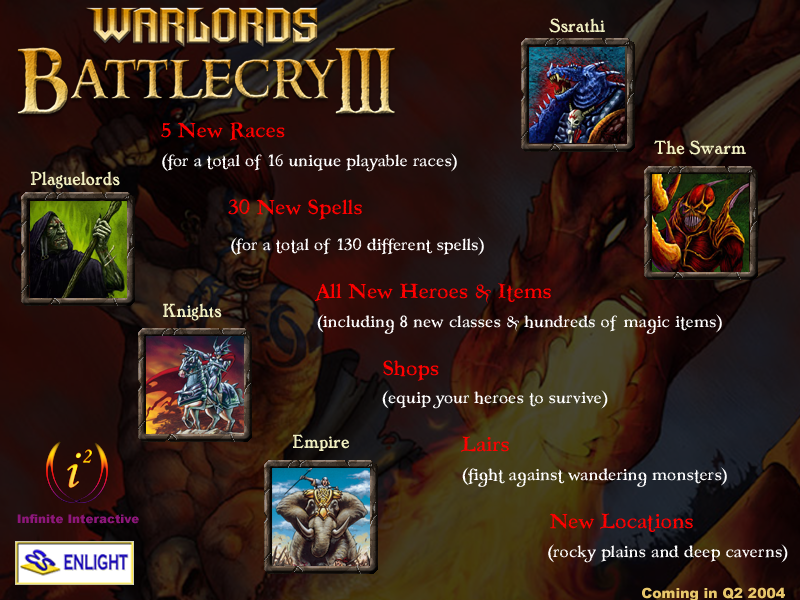 WARLORDS
BATTLECRY III
Ssrathi
5 New Races
(for a total of 16 unique playable races)
The Swarm
Plaguelords
30 New Spells
(for a total of 130 different spells)
All New Heroes & Items
(including 8 new classes & hundreds of magic items)
Knights
Shops
(equip your heroes to survive)
Empire
Lairs
(fight against wandering monsters)
i2
Infinite Interactive
New Locations
(rocky plains and deep caverns)
ENLIGHT
Coming in Q2 2004